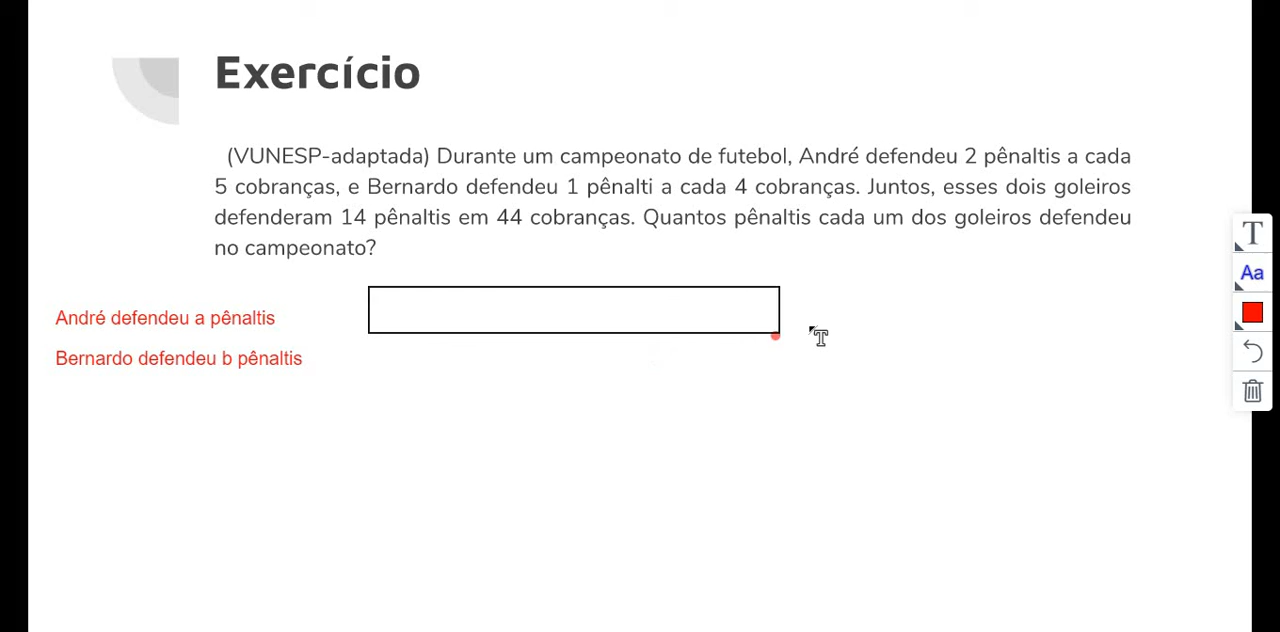 Exercício
(VUNESP-adaptada) Durante um campeonato de futebol, André defendeu 2 pênaltis a cada
5 cobranças, e Bernardo defendeu 1 pênalti a cada 4 cobranças. Juntos, esses dois goleiros
defenderam 14 pênaltis em 44 cobranças. Quantos pênaltis cada um dos goleiros defendeu
no campeonato?
André defendeu a pênaltis
Bernardo defendeu b pênaltis
T
Aa